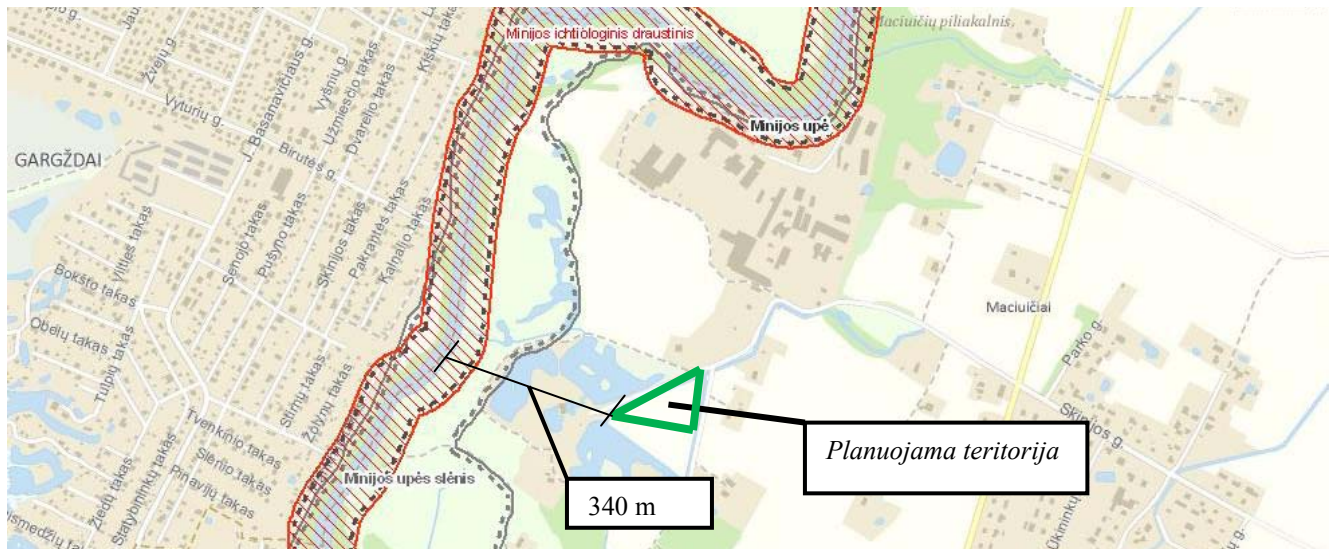 Maciuičių piliakalnis
Minijos ichtiologinis draustinis
Žvejų g.
Vyturių g.
J. Basanavičiaus g.
Vyšnių g.
Užmiesčio takas
Dvarelio takas
Kiškių takas
Birutės g.
GARGŽDAI
Minijos upė
Senojo takas
Pušyno takas
Skinijos takas
Pakrantės takas
Kalnalio takas
Vilties takas
Bokšto takas
Obelų takas
Tulpių takas
Maciuičiai
Parko g.
Stirnų takas
Žolynų takas
Tvenkinio takas
Slėnio takas
Pinavijų takas
Statybininkų takas
Žiedų takas
Skinijos g.
Minijos upės slėnis
Planuojama teritorija
340 m